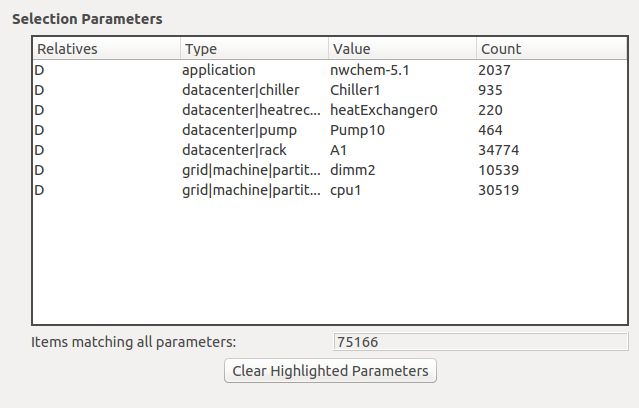 Selection Parameters
Relatives Type Value Count
D application nwchem-5.1 2037
D datacenter|chiller Chiller1 935
D datacenter|heatrec... heatExchanger0 220
D datacenter|pump Pump10 464
D datacenter|rack A1 34774
D grid|machine|partit... dimm2 10539
D grid|machine|partit... cpu1 30519
Items matching all parameters: 75166
Clear Highlighted Parameters